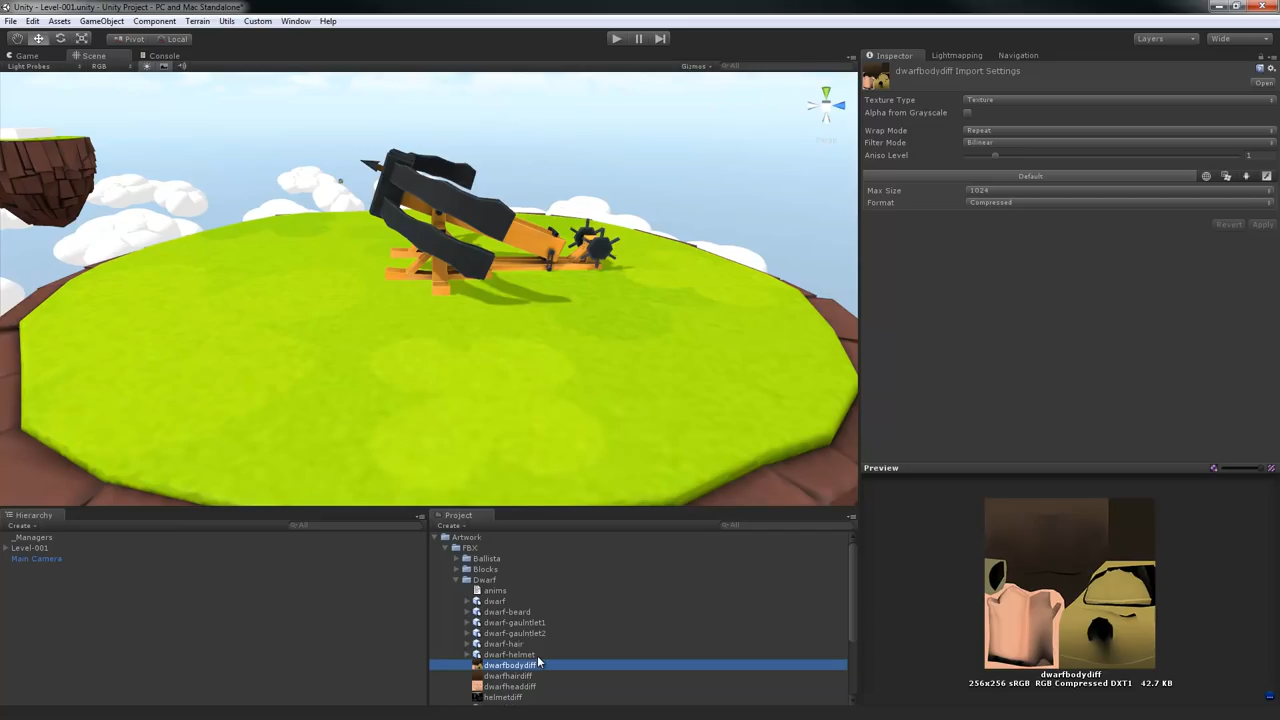 Unity - Level-001.unity - Unity Project - PC and Mac Standalone*
File Edit Assets GameObject Component Terrain Utils Custom Window Help
Pivot Local
Layers Wide
Game Scene Console
Inspector Lightmapping Navigation
Light Probes RGB Gizmos All
dwarfbodydiff Import Settings
Open
Texture Type Texture
Alpha from Grayscale
Wrap Mode Repeat
Filter Mode Bilinear
Aniso Level 1
Default
Max Size 1024
Format Compressed
Revert Apply
Preview
dwarfbodydiff
256x256 sRGB RGB Compressed DXT1 42.7 KB
Hierarchy
Create All
_Managers
Level-001
Main Camera
Project
Create All
Artwork
FBX
Ballista
Blocks
Dwarf
anims
dwarf
dwarf-beard
dwarf-gaulntlet1
dwarf-gaulntlet2
dwarf-hair
dwarf-helmet
dwarfbodydiff
dwarfhairdiff
dwarfheaddiff
helmetdiff